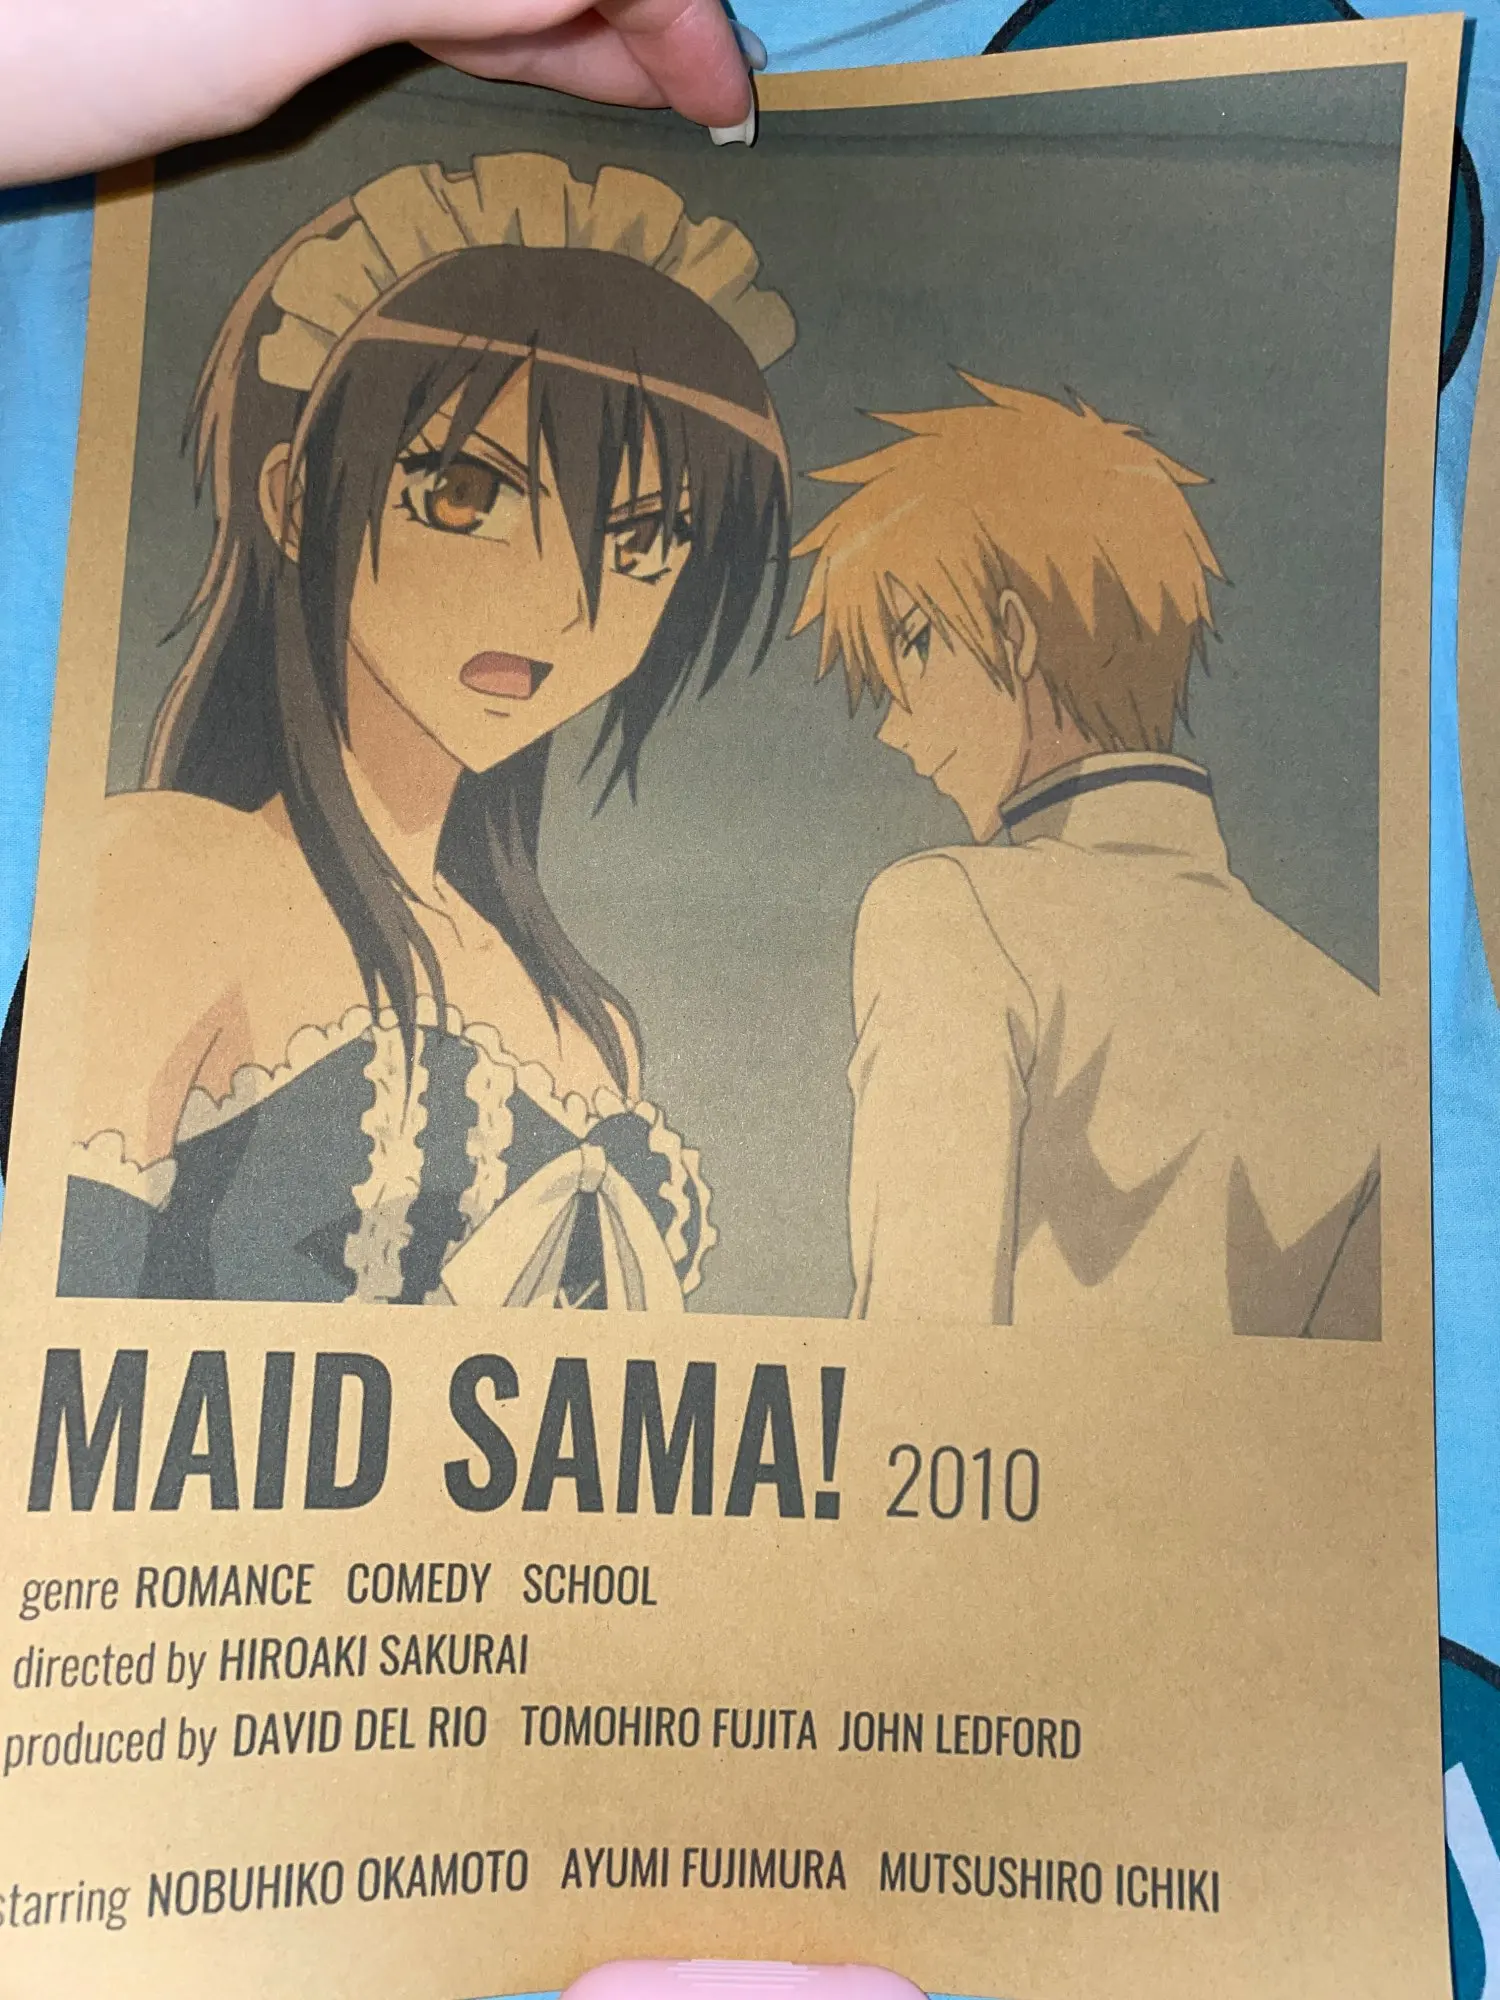 MAID SAMA! 2010
genre ROMANCE COMEDY SCHOOL
directed by HIROAKI SAKURAI
produced by DAVID DEL RIO TOMOHIRO FUJITA JOHN LEDFORD
starring NOBUHIKO OKAMOTO AYUMI FUJIMURA MUTSUSHIRO ICHIKI